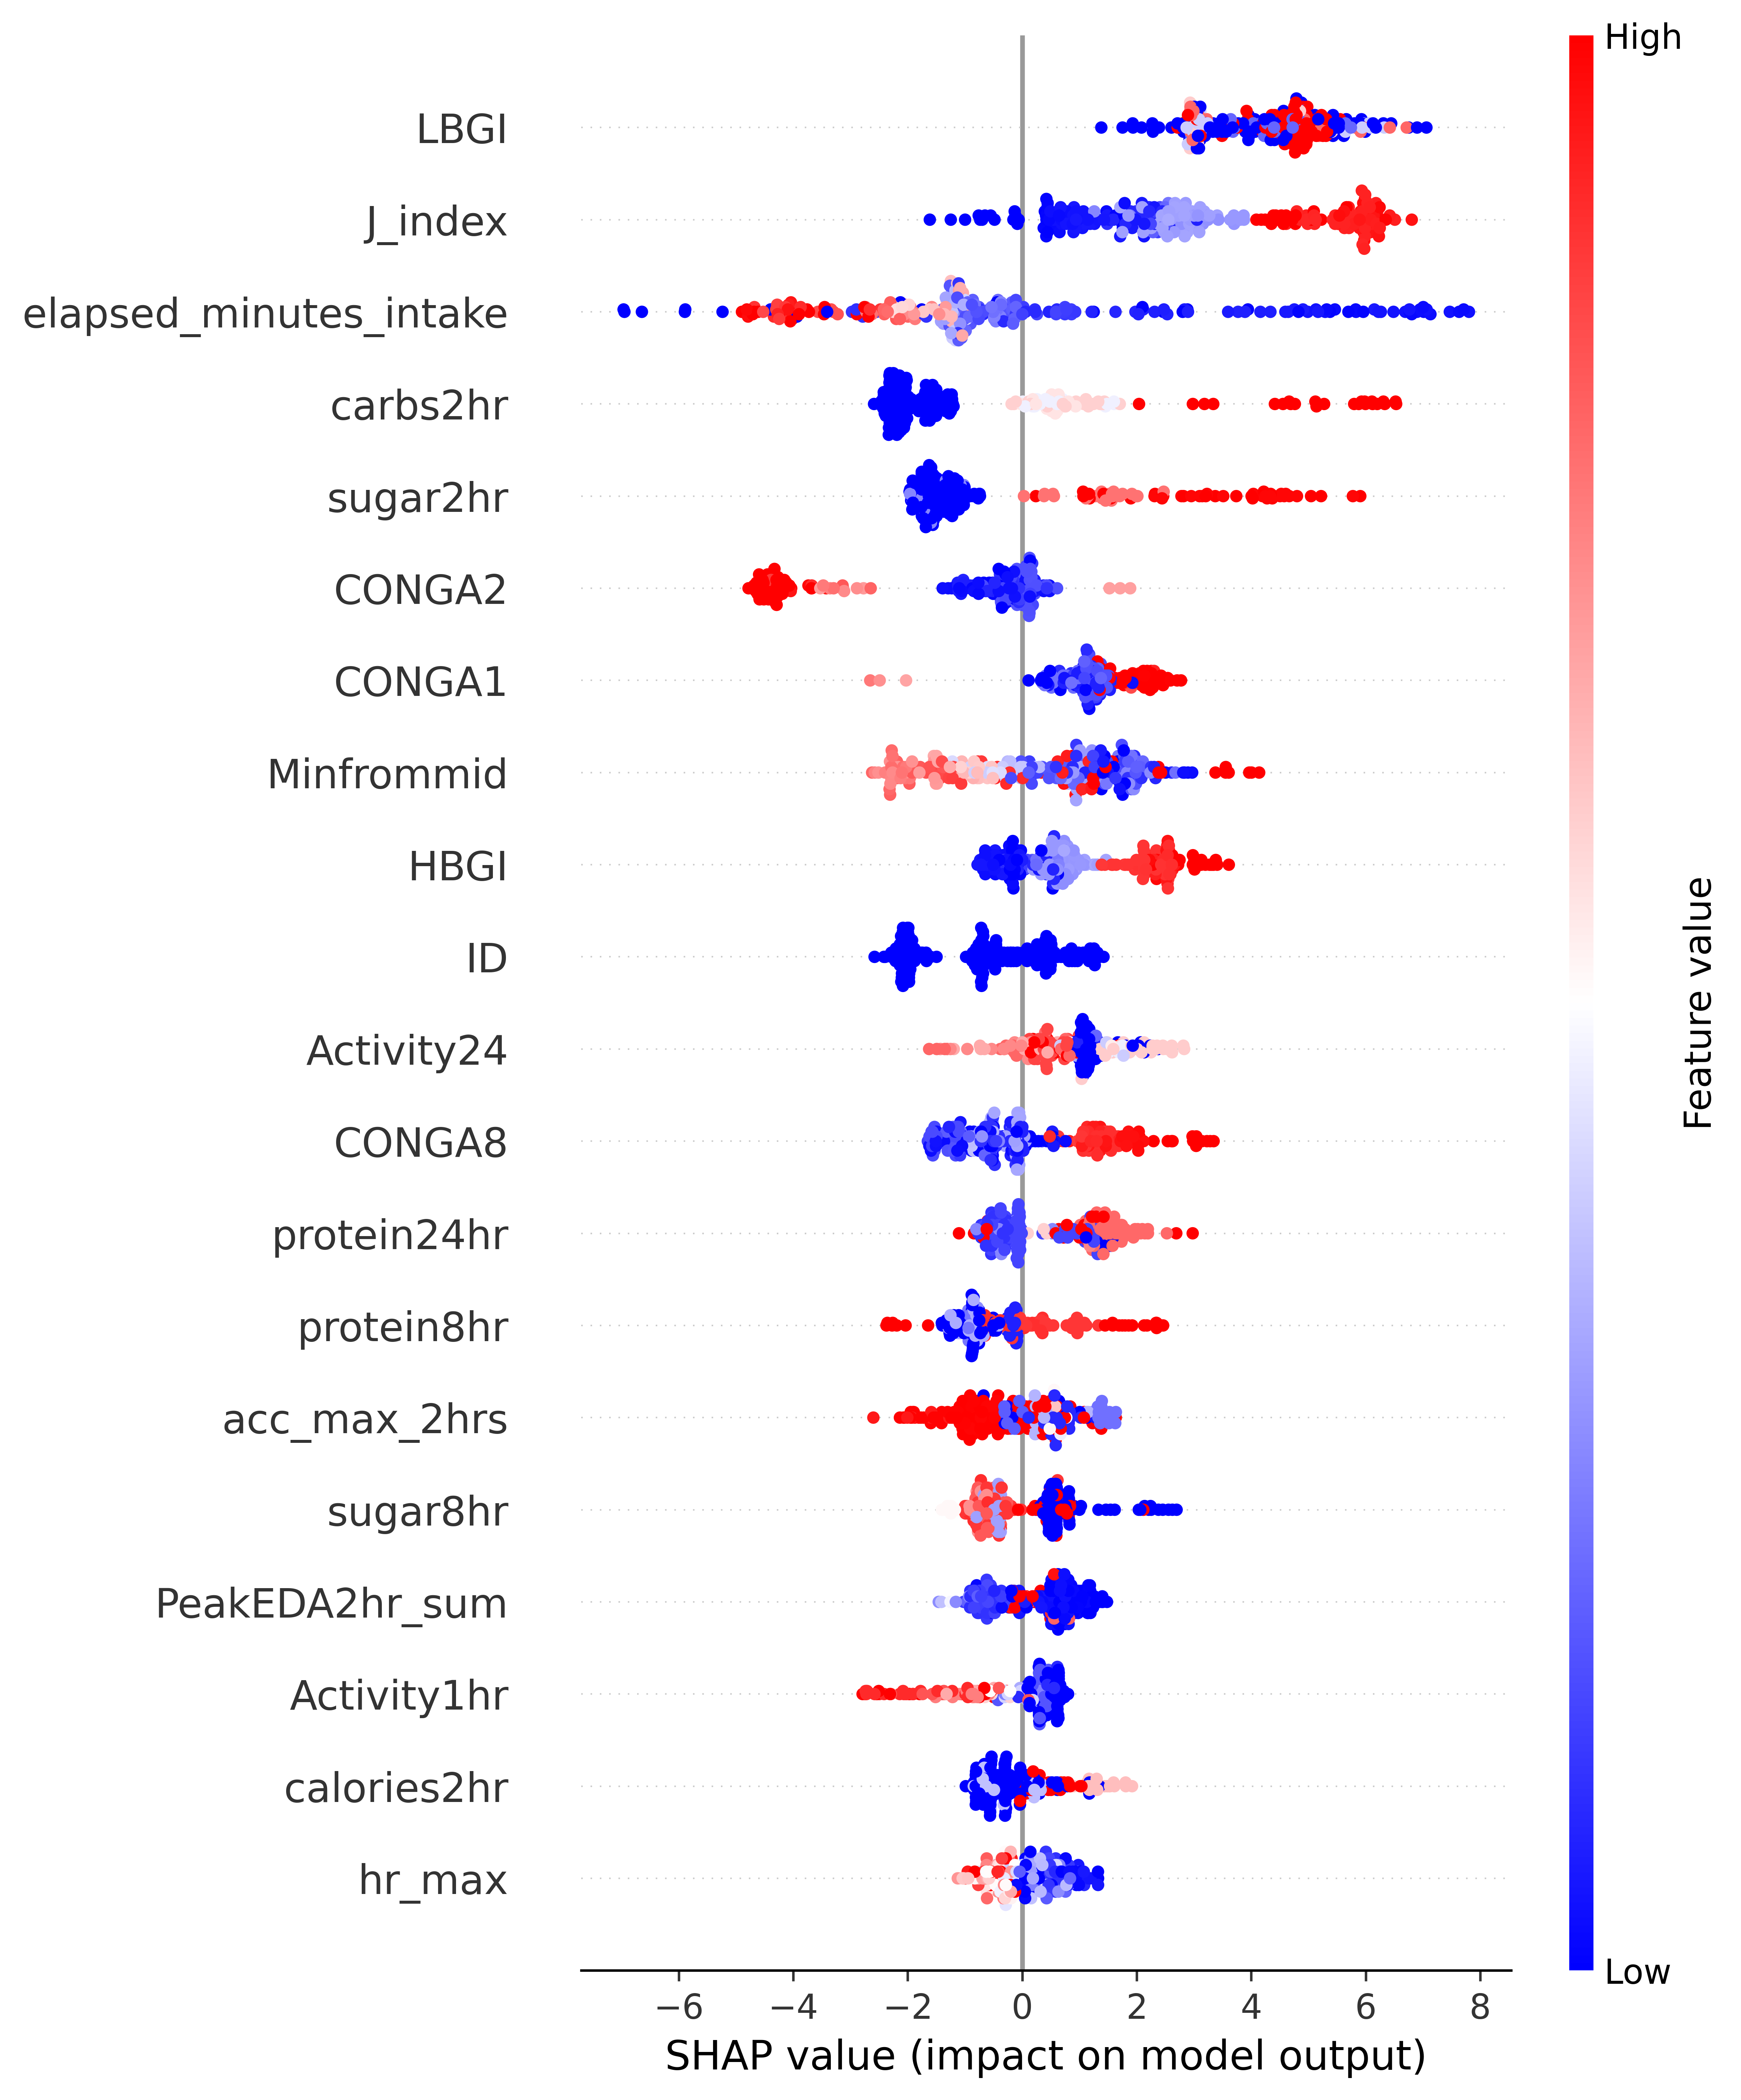 High
LBGI
J_index
elapsed_minutes_intake
carbs2hr
sugar2hr
CONGA2
CONGA1
Minfrommid
HBGI
ID
Activity24
CONGA8
protein24hr
protein8hr
acc_max_2hrs
sugar8hr
PeakEDA2hr_sum
Activity1hr
calories2hr
hr_max
Feature value
Low
−6 −4 −2 0 2 4 6 8
SHAP value (impact on model output)